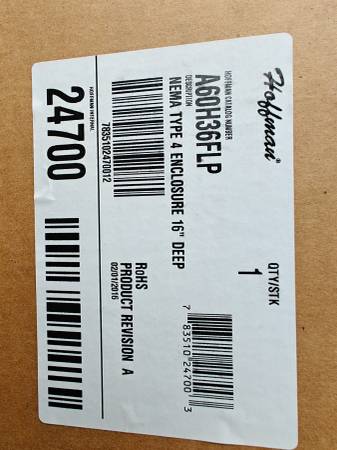 Hoffman®
QTY/STK
1
HOFFMAN CATALOG NUMBER
A60H36FLP
DESCRIPTION
NEMA TYPE 4 ENCLOSURE 16" DEEP
7 83510 24700 3
7835102470012
RoHS
PRODUCT REVISION A
02/01/2016
HOFFMAN INTERNAL
24700